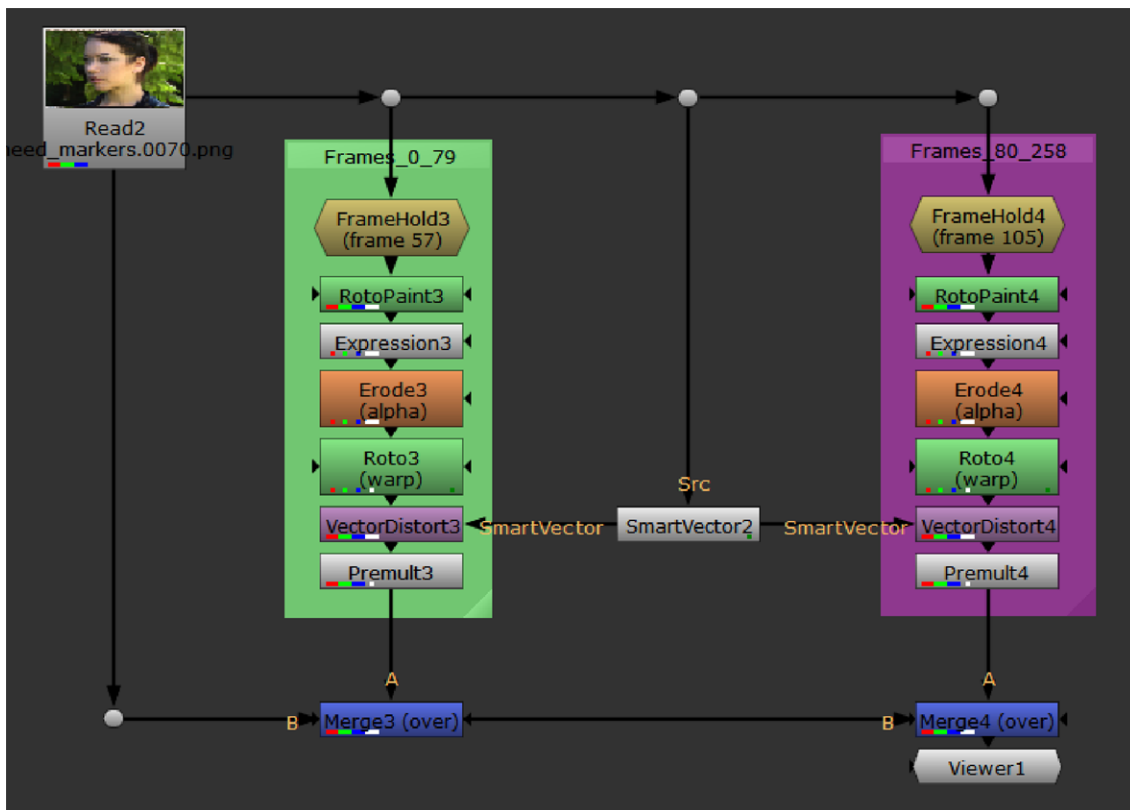 Read2
need_markers.0070.png
Frames_0_79
Frames_80_258
FrameHold3
(frame 57)
FrameHold4
(frame 105)
RotoPaint3
RotoPaint4
Expression3
Expression4
Erode3
(alpha)
Erode4
(alpha)
Roto3
(warp)
Roto4
(warp)
Src
VectorDistort3
SmartVector
SmartVector2
SmartVector
VectorDistort4
Premult3
Premult4
A
A
B
Merge3 (over)
B
Merge4 (over)
Viewer1